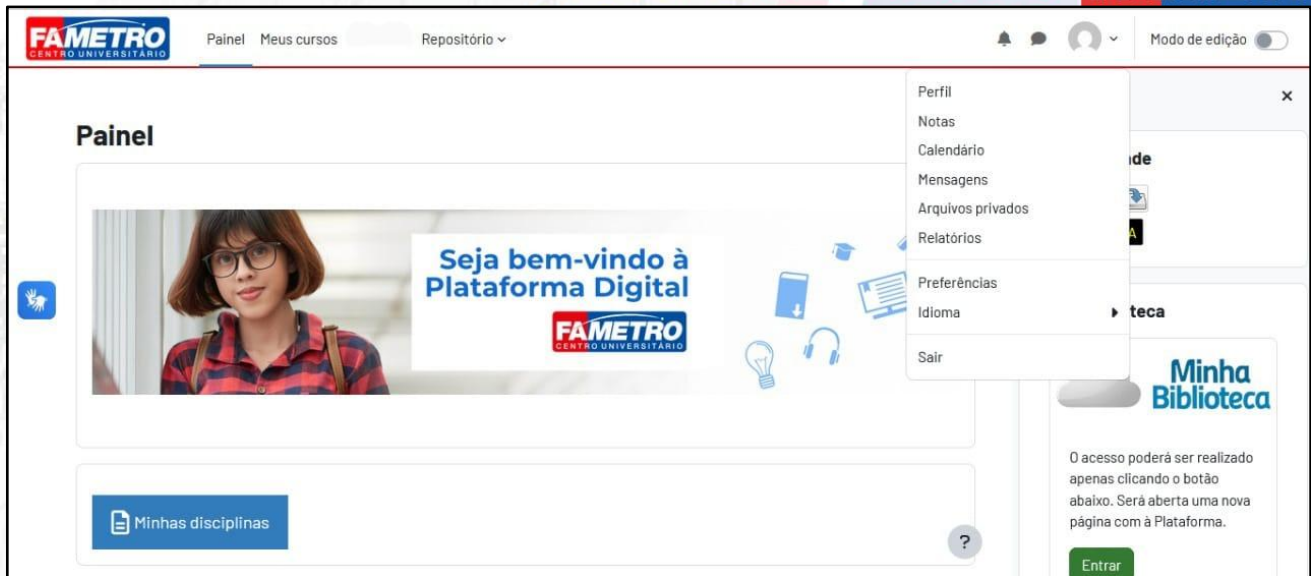 FAMETRO
CENTRO UNIVERSITÁRIO
Painel Meus cursos Repositório
Modo de edição
Perfil
Notas
Calendário
Mensagens
Arquivos privados
Relatórios
Preferências
Idioma
Sair
Painel
Seja bem-vindo à
Plataforma Digital
FAMETRO
CENTRO UNIVERSITÁRIO
Minhas disciplinas
?
de
A
teca
Minha
Biblioteca
O acesso poderá ser realizado
apenas clicando o botão
abaixo. Será aberta uma nova
página com à Plataforma.
Entrar